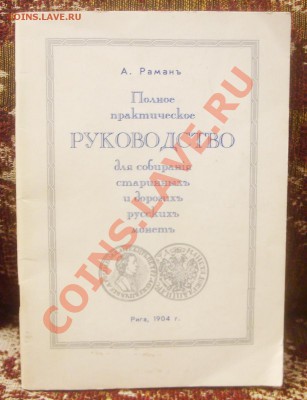 COINS.LAVE.RU
А. Раманъ
Полное
практическое
РУКОВОДСТВО
для собиранія
старинныхъ
и дорогихъ
русскихъ
монетъ
COINS.LAVE.RU
Рига, 1904 г.